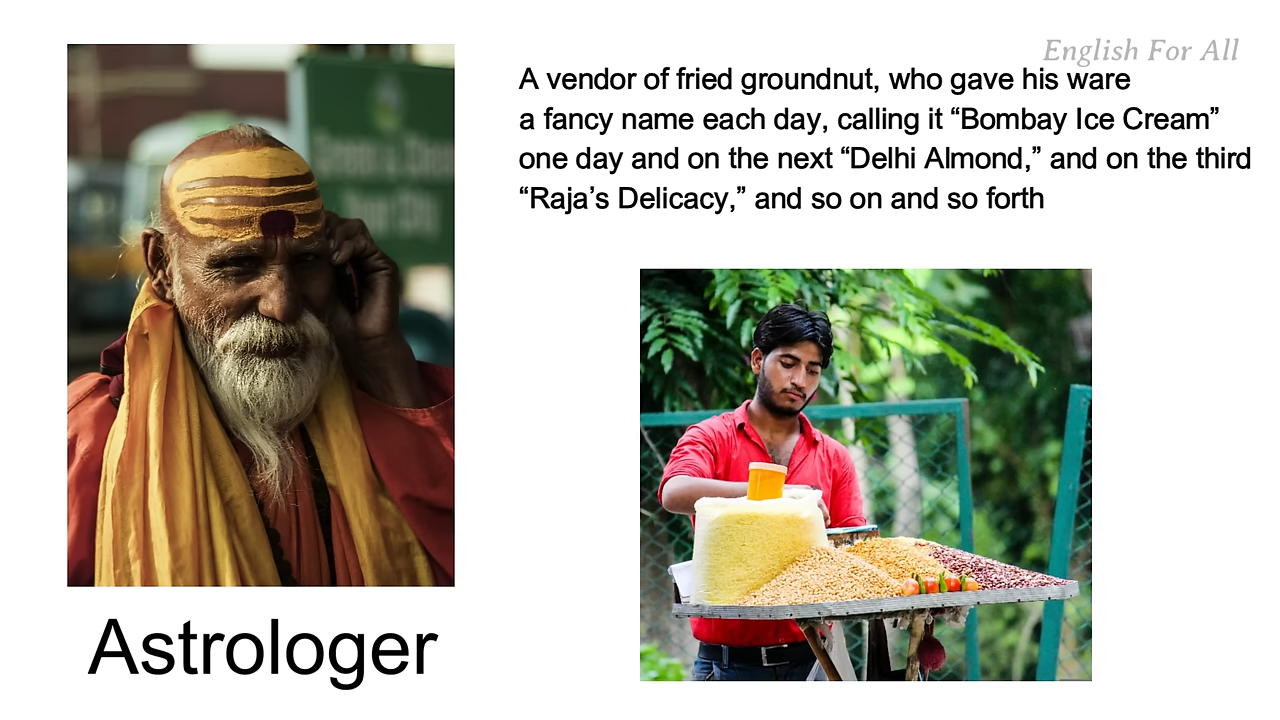 English For All
A vendor of fried groundnut, who gave his ware
a fancy name each day, calling it “Bombay Ice Cream”
one day and on the next “Delhi Almond,” and on the third
“Raja’s Delicacy,” and so on and so forth
Astrologer